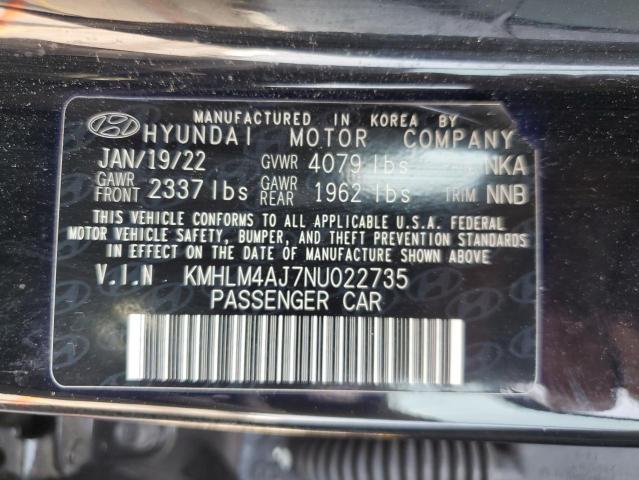 MANUFACTURED IN KOREA BY
HYUNDAI MOTOR COMPANY
JAN/19/22 GVWR 4079 lbs NKA
GAWR FRONT 2337 lbs GAWR REAR 1962 lbs TRIM NNB
THIS VEHICLE CONFORMS TO ALL APPLICABLE U.S.A. FEDERAL
MOTOR VEHICLE SAFETY, BUMPER, AND THEFT PREVENTION STANDARDS
IN EFFECT ON THE DATE OF MANUFACTURE SHOWN ABOVE
V.I.N KMHLM4AJ7NU022735
PASSENGER CAR